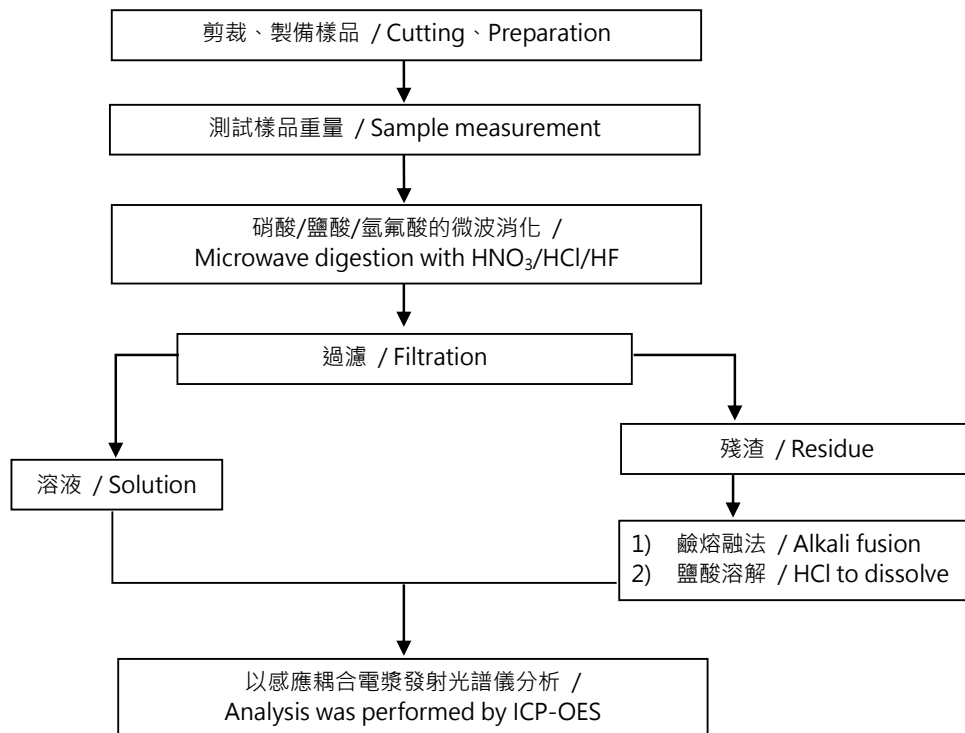 剪裁、製備樣品 / Cutting、Preparation
測試樣品重量 / Sample measurement
硝酸/鹽酸/氫氟酸的微波消化 /
Microwave digestion with HNO₃/HCl/HF
過濾 / Filtration
溶液 / Solution
殘渣 / Residue
1) 鹼熔融法 / Alkali fusion
2) 鹽酸溶解 / HCl to dissolve
以感應耦合電漿發射光譜儀分析 /
Analysis was performed by ICP-OES